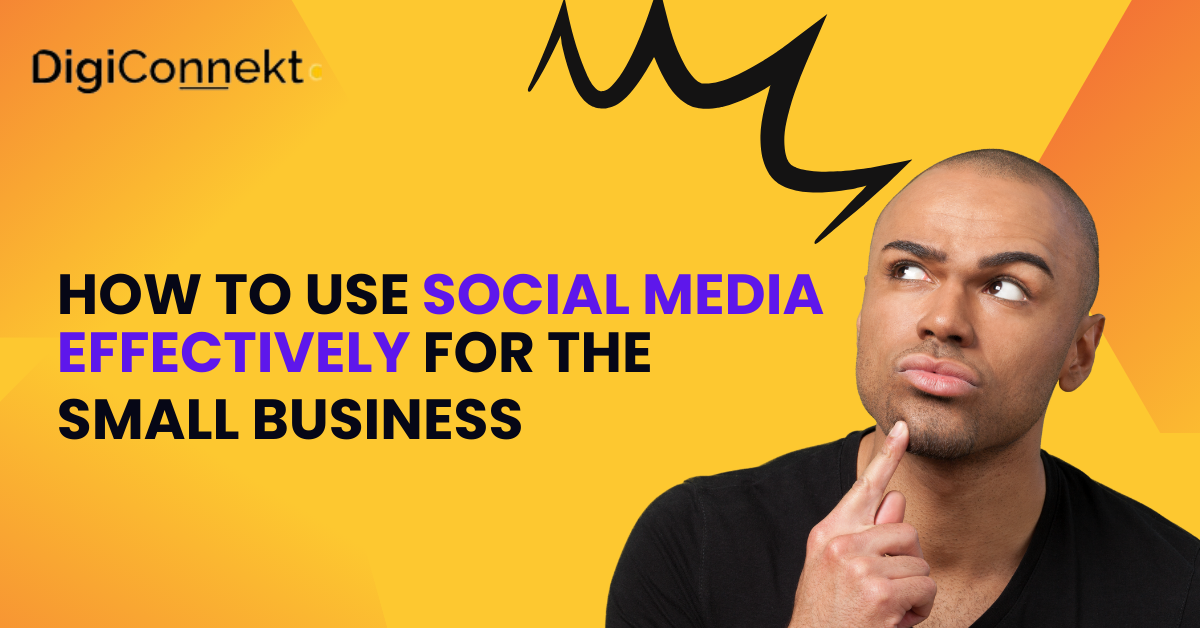 DigiConnekt
HOW TO USE SOCIAL MEDIA
EFFECTIVELY FOR THE
SMALL BUSINESS